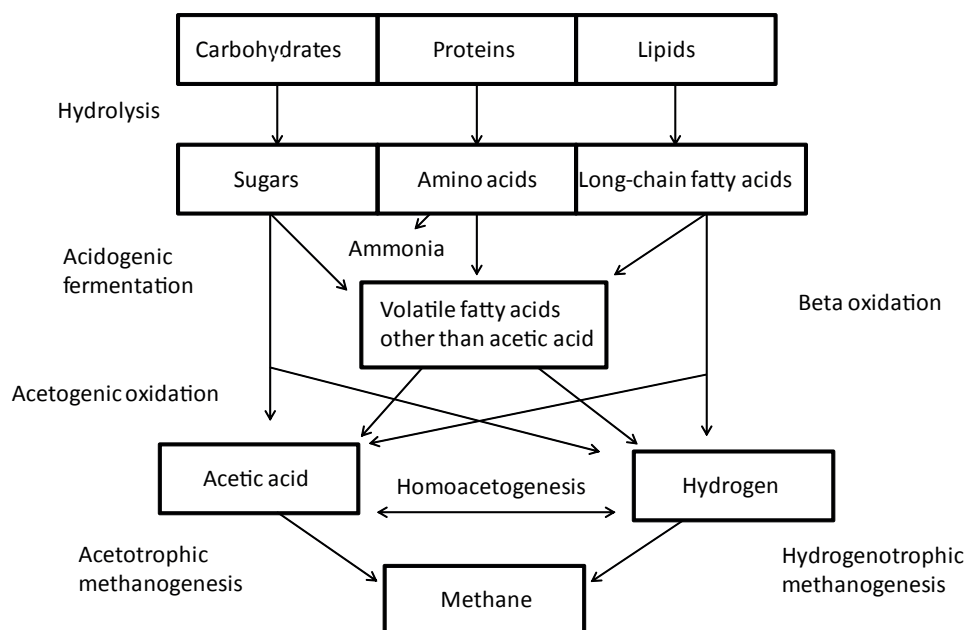 Carbohydrates
Proteins
Lipids
Hydrolysis
Sugars
Amino acids
Long-chain fatty acids
Ammonia
Acidogenic
fermentation
Volatile fatty acids
other than acetic acid
Beta oxidation
Acetogenic oxidation
Acetic acid
Homoacetogenesis
Hydrogen
Acetotrophic
methanogenesis
Hydrogenotrophic
methanogenesis
Methane